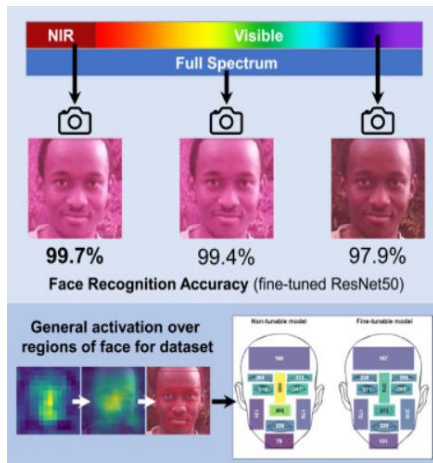 NIR
Visible
Full Spectrum
99.7%
99.4%
97.9%
Face Recognition Accuracy (fine-tuned ResNet50)
General activation over
regions of face for dataset
Non-tunable model
Fine-tunable model